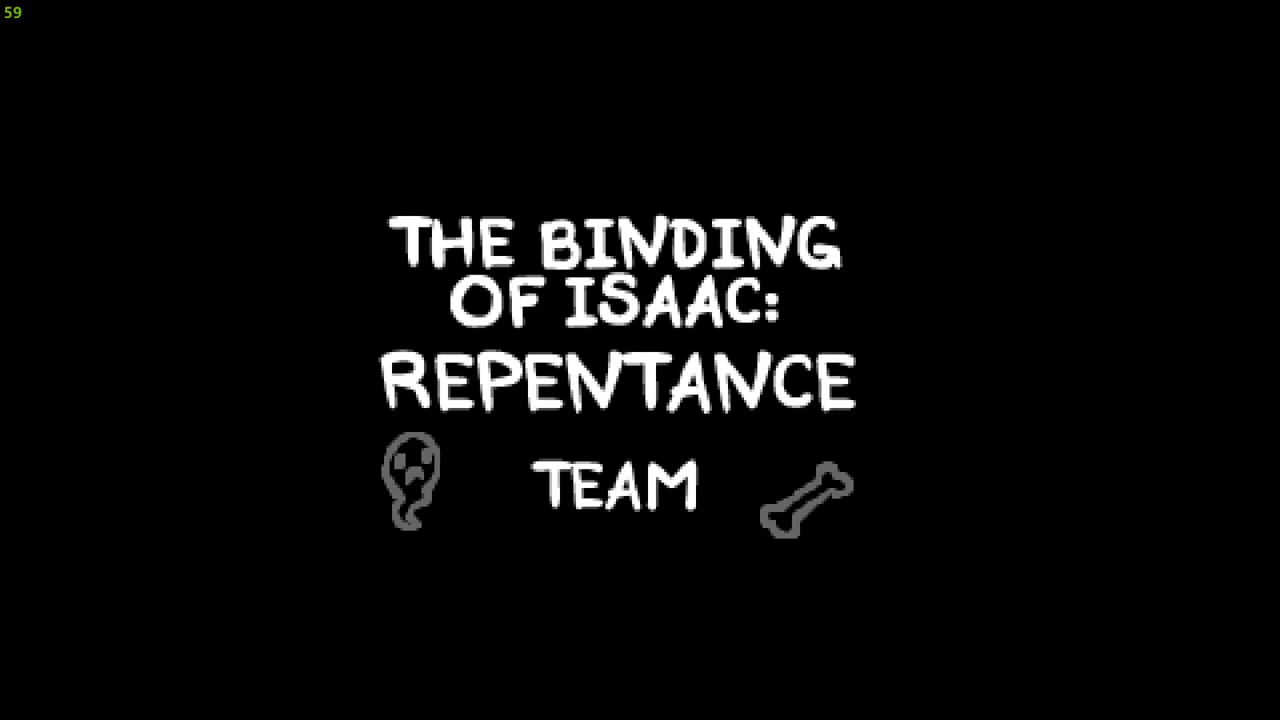 59
THE BINDING
OF ISAAC:
REPENTANCE
TEAM